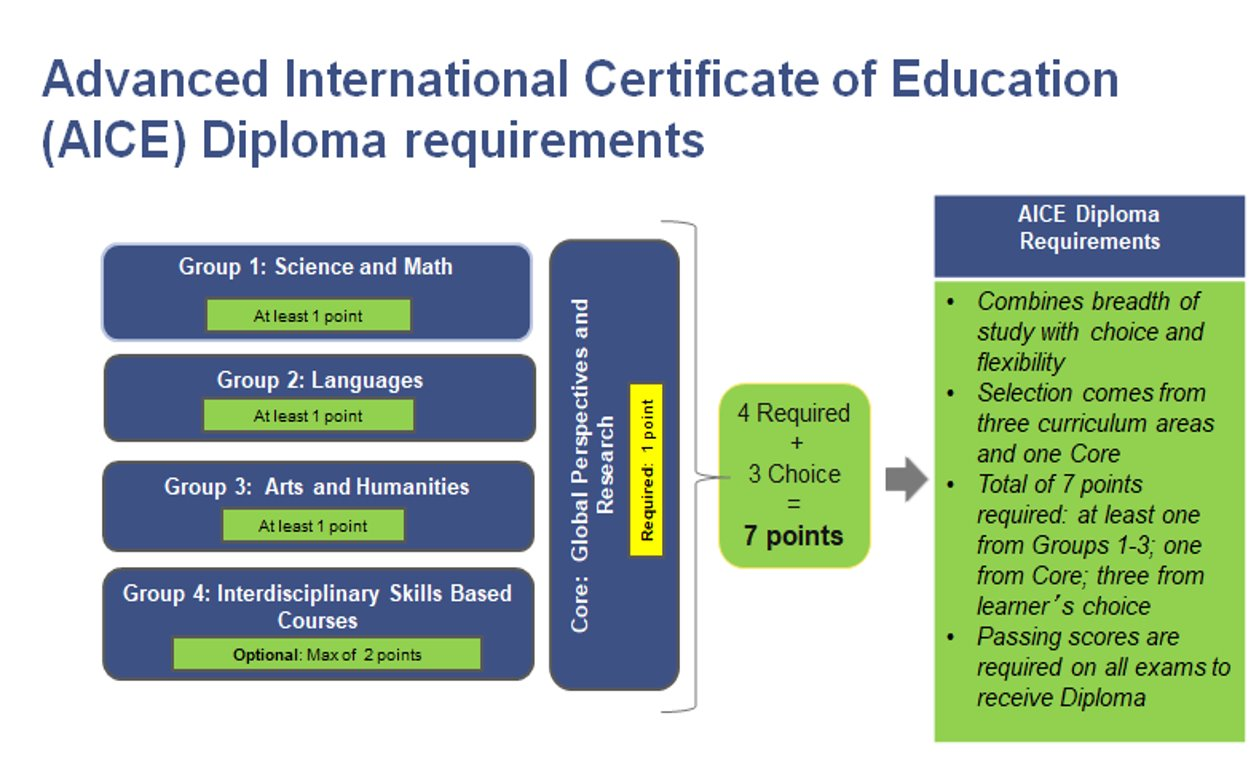 Advanced International Certificate of Education
(AICE) Diploma requirements
Group 1: Science and Math
At least 1 point
Group 2: Languages
At least 1 point
Group 3: Arts and Humanities
At least 1 point
Group 4: Interdisciplinary Skills Based
Courses
Optional: Max of 2 points
Core: Global Perspectives and
Research
Required: 1 point
4 Required
+
3 Choice
=
7 points
AICE Diploma
Requirements
• Combines breadth of
study with choice and
flexibility
• Selection comes from
three curriculum areas
and one Core
• Total of 7 points
required: at least one
from Groups 1-3; one
from Core; three from
learner’s choice
• Passing scores are
required on all exams to
receive Diploma